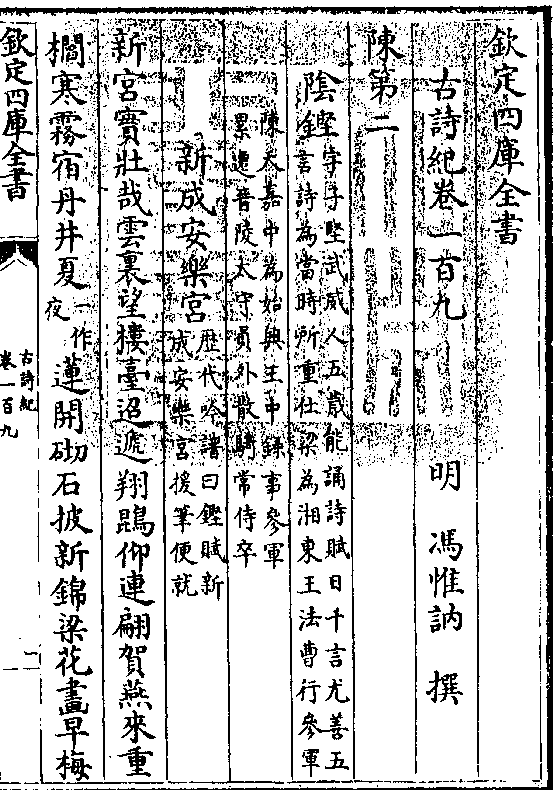 欽定四庫全書
古詩紀卷一百九
明 馮惟訥 撰
陳第二
陰鏗字子堅武威人五歲能誦詩賦日千言尤善五
言詩為當時所重仕梁為湘東王法曹行參軍
陳天嘉中為始興王中錄事參軍
累遷晉陵太守員外散騎常侍卒
新成安樂宮歴代吟譜曰鏗賦新
成安樂宮援筆便就
新宮實壯哉雲裏望樓臺迢遞翔鵾仰連翩賀燕來重
櫩寒霧宿丹井夏一作夜蓮開砌石披新錦梁花畫早梅
欽定四庫全書
古詩紀
卷一百九
一